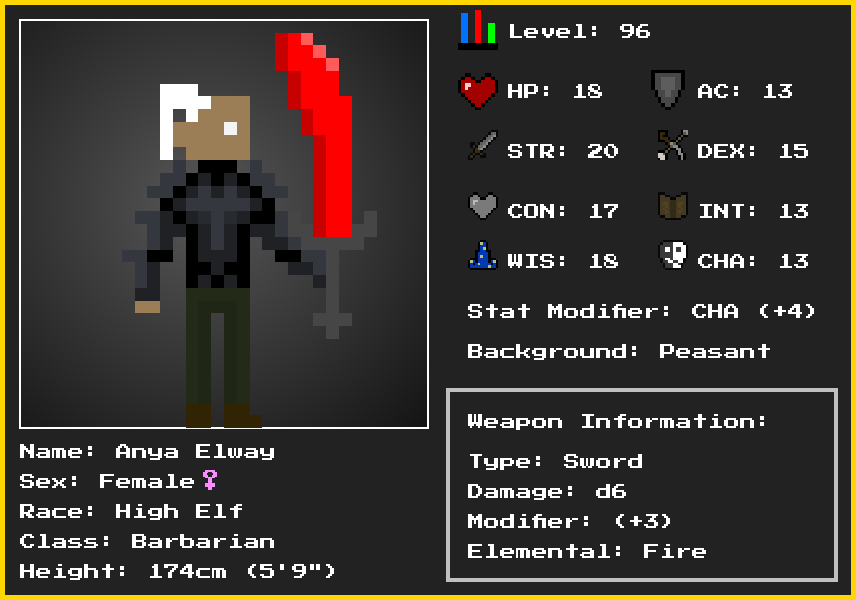 Level: 96
HP: 18 AC: 13
STR: 20 DEX: 15
CON: 17 INT: 13
WIS: 18 CHA: 13
Stat Modifier: CHA (+4)
Background: Peasant
Weapon Information:
Type: Sword
Damage: d6
Modifier: (+3)
Elemental: Fire
Name: Anya Elway
Sex: Female♀
Race: High Elf
Class: Barbarian
Height: 174cm (5'9")